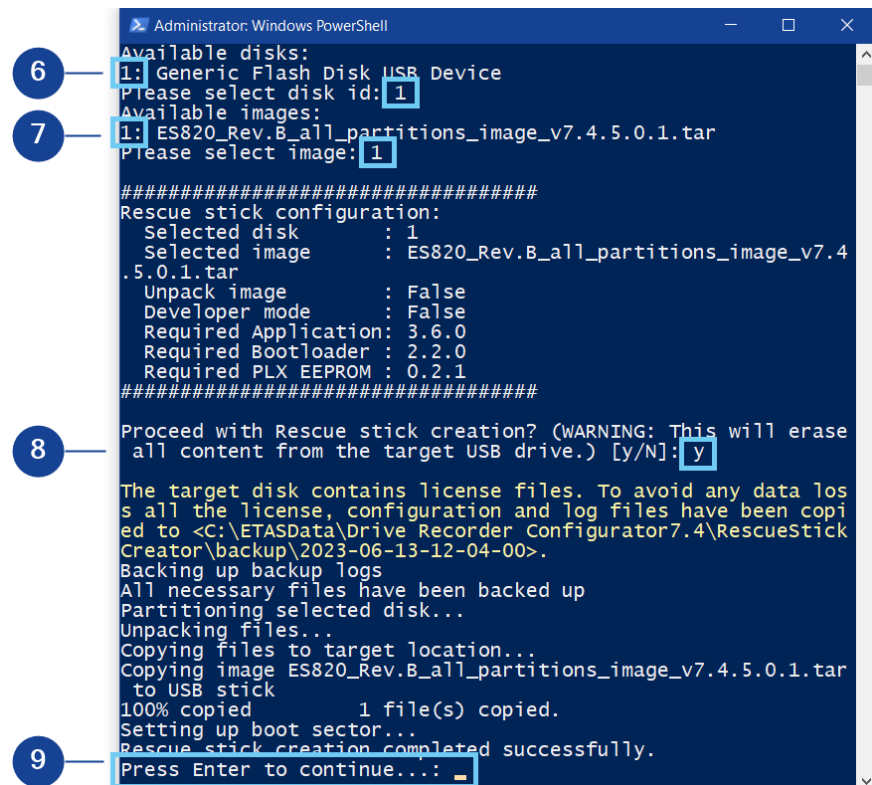 Administrator: Windows PowerShell
Available disks:
6
1: Generic Flash Disk USB Device
Please select disk id: 1
Available images:
7
1: ES820_Rev.B_all_partitions_image_v7.4.5.0.1.tar
Please select image: 1
###################################
Rescue stick configuration:
Selected disk : 1
Selected image : ES820_Rev.B_all_partitions_image_v7.4
.5.0.1.tar
Unpack image : False
Developer mode : False
Required Application: 3.6.0
Required Bootloader : 2.2.0
Required PLX EEPROM : 0.2.1
###################################
Proceed with Rescue stick creation? (WARNING: This will erase
8
all content from the target USB drive.) [y/N]: y
The target disk contains license files. To avoid any data los
s all the license, configuration and log files have been copi
ed to <C:\ETASData\Drive Recorder Configurator7.4\RescueStick
Creator\backup\2023-06-13-12-04-00>.
Backing up backup logs
All necessary files have been backed up
Partitioning selected disk...
Unpacking files...
Copying files to target location...
Copying image ES820_Rev.B_all_partitions_image_v7.4.5.0.1.tar
to USB stick
100% copied 1 file(s) copied.
Setting up boot sector...
Rescue stick creation completed successfully.
9
Press Enter to continue...: _